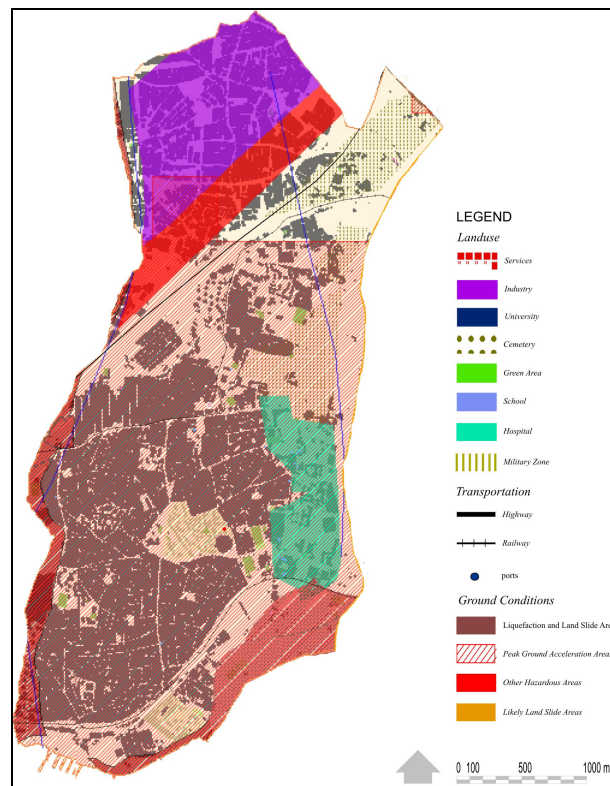 LEGEND
Landuse
Services
Industry
University
Cemetery
Green Area
School
Hospital
Military Zone
Transportation
Highway
Railway
ports
Ground Conditions
Liquefaction and Land Slide Are
Peak Ground Acceleration Areas
Other Hazardous Areas
Likely Land Slide Areas
0 100 500 1000 m